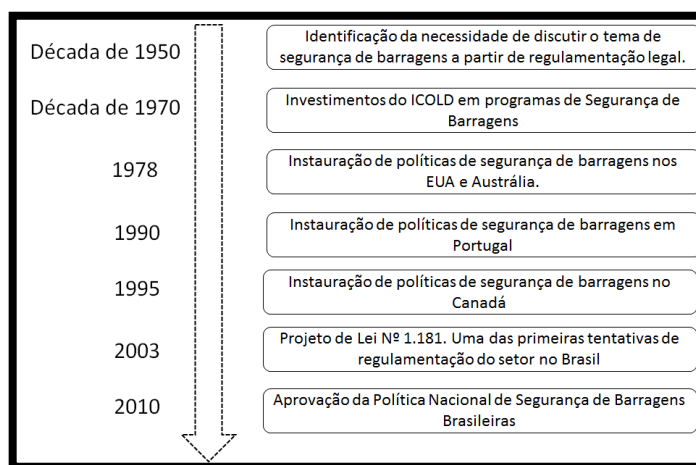 Década de 1950
Identificação da necessidade de discutir o tema de
segurança de barragens a partir de regulamentação legal.
Década de 1970
Investimentos do ICOLD em programas de Segurança de
Barragens
1978
Instauração de políticas de segurança de barragens nos
EUA e Austrália.
1990
Instauração de políticas de segurança de barragens em
Portugal
1995
Instauração de políticas de segurança de barragens no
Canadá
2003
Projeto de Lei Nº 1.181. Uma das primeiras tentativas de
regulamentação do setor no Brasil
2010
Aprovação da Política Nacional de Segurança de Barragens
Brasileiras